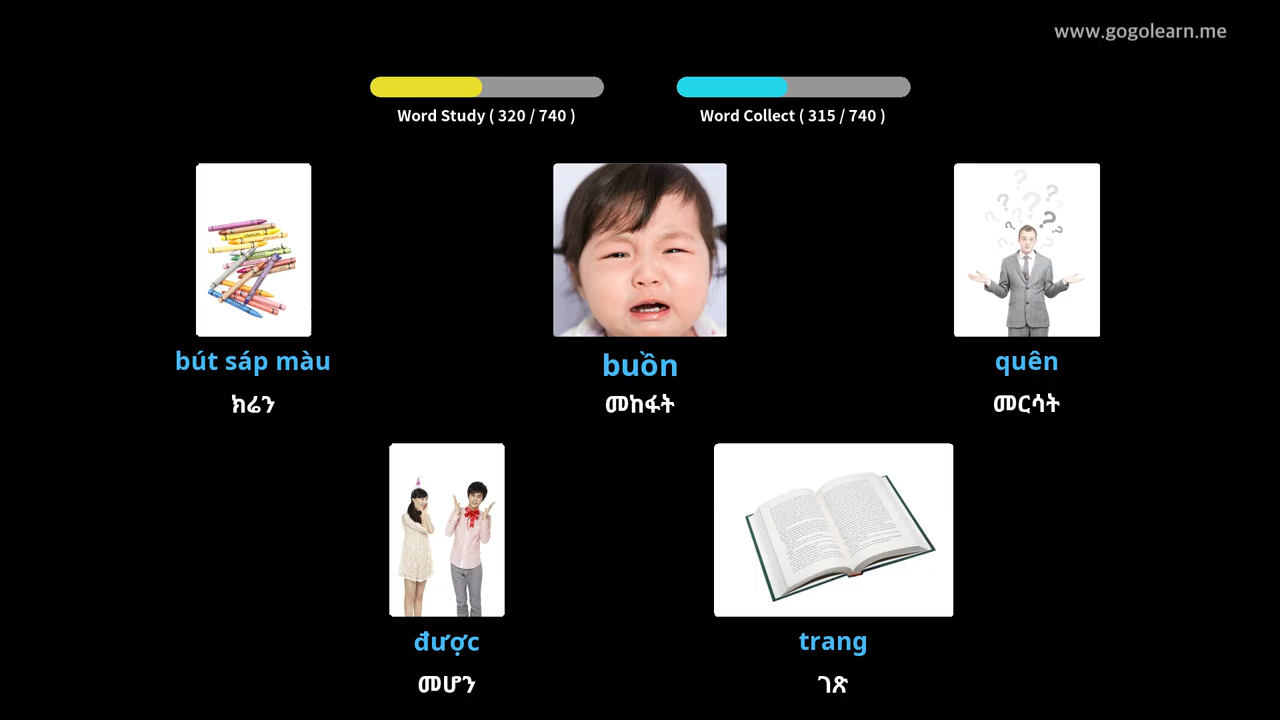 www.gogolearn.me
Word Study ( 320 / 740 )
Word Collect ( 315 / 740 )
bút sáp màu
ክሬን
buồn
መከፋት
quên
መርሳት
được
መሆን
trang
ገጽ